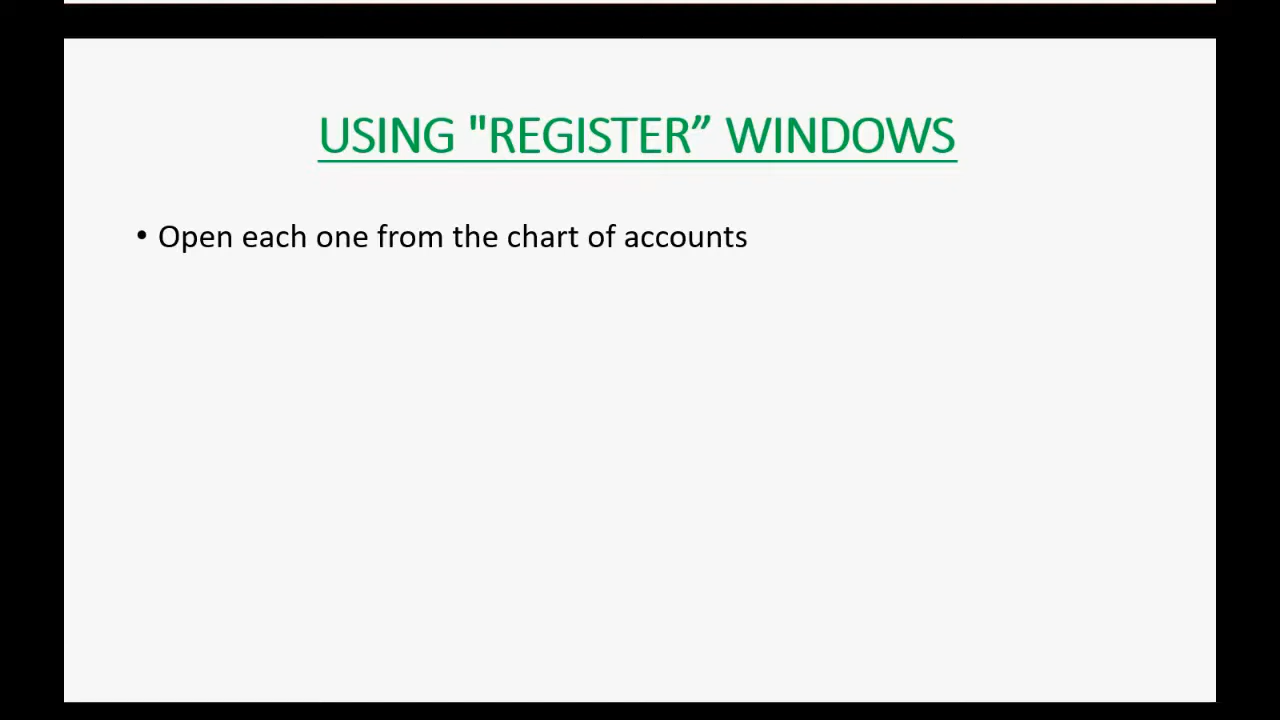 USING "REGISTER” WINDOWS
• Open each one from the chart of accounts